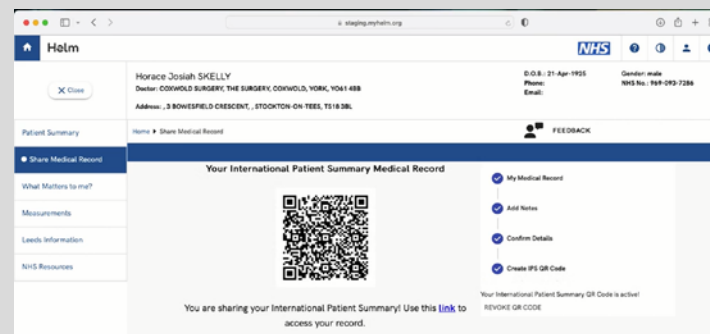 staging.myhelm.org
Helm
NHS
Close
Horace Josiah SKELLY
Doctor: COXWOLD SURGERY, THE SURGERY, COXWOLD, YORK, YO61 4BB
Address: , 3 BOWESFIELD CRESCENT, , STOCKTON-ON-TEES, TS18 3BL
D.O.B.: 21-Apr-1935
Phone:
Email:
Gender: male
NHS No.: 969-093-7286
Patient Summary
Share Medical Record
What Matters to me?
Measurements
Leeds Information
NHS Resources
Home Share Medical Record
FEEDBACK
Your International Patient Summary Medical Record
You are sharing your International Patient Summary! Use this link to
access your record.
My Medical Record
Add Notes
Confirm Details
Create IPS QR Code
Your International Patient Summary QR Code is active!
REVOKE QR CODE